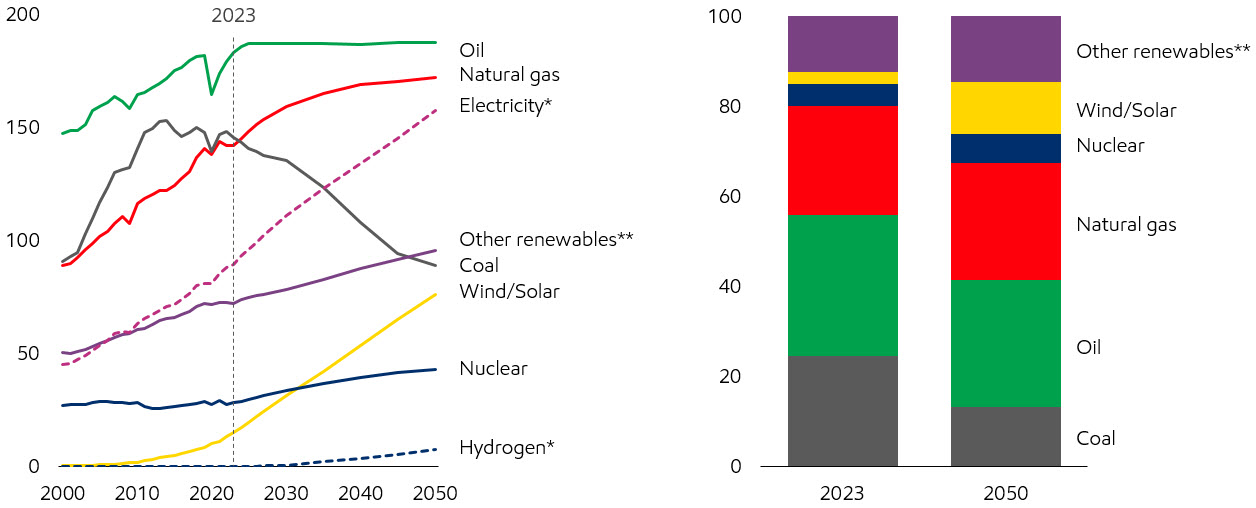 200
2023
150
100
50
0
2000 2010 2020 2030 2040 2050
Oil
Natural gas
Electricity*
Other renewables**
Coal
Wind/Solar
Nuclear
Hydrogen*
100
80
60
40
20
0
2023 2050
Other renewables**
Wind/Solar
Nuclear
Natural gas
Oil
Coal